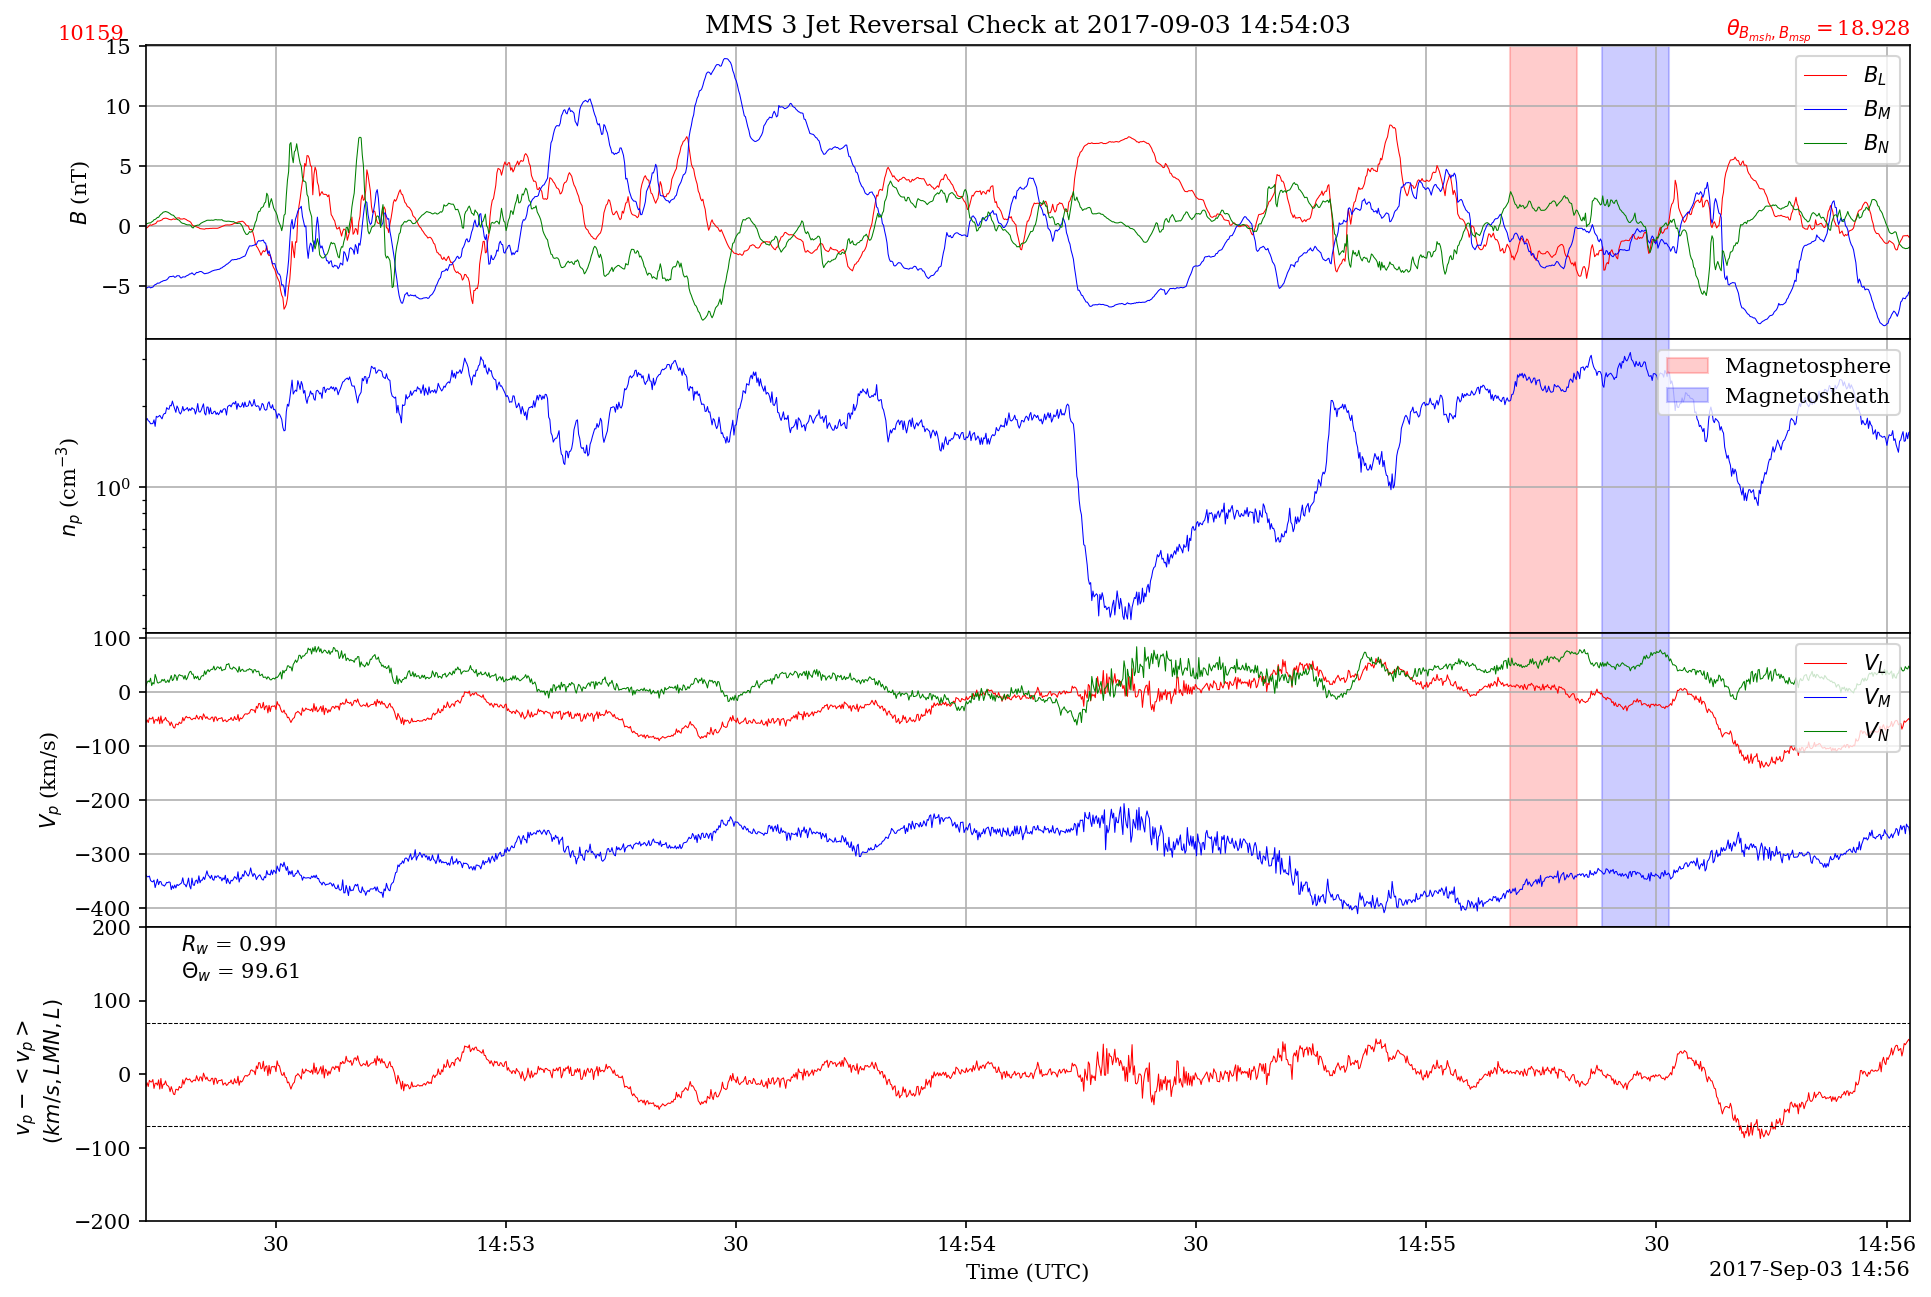 MMS 3 Jet Reversal Check at 2017-09-03 14:54:03
10159
θ_{B_{msh}, B_{msp}} = 18.928
15
10
5
0
−5
B (nT)
B_L
B_M
B_N
10^0
n_p (cm^{−3})
Magnetosphere
Magnetosheath
100
0
−100
−200
−300
−400
V_p (km/s)
V_L
V_M
V_N
200
100
0
−100
−200
v_p − < v_p >
(km/s, LMN, L)
R_w = 0.99
Θ_w = 99.61
30 14:53 30 14:54 30 14:55 30 14:56
Time (UTC)
2017-Sep-03 14:56